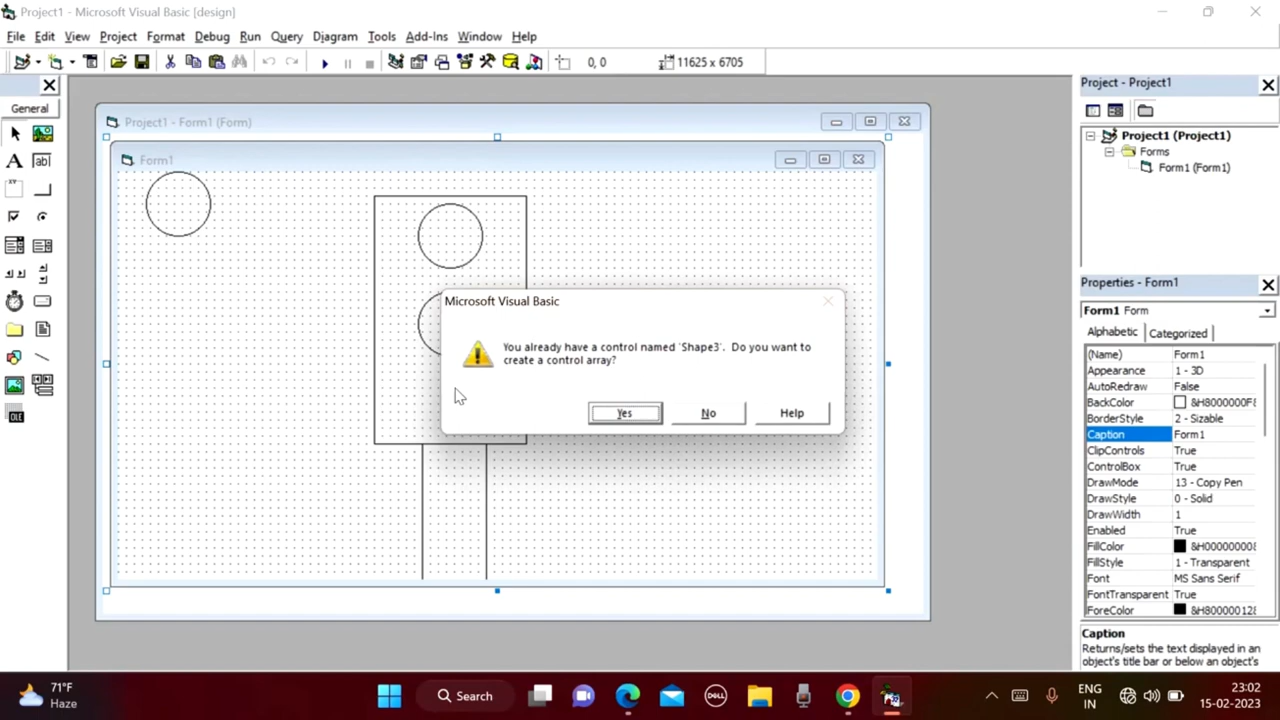 Project1 - Microsoft Visual Basic [design]
File Edit View Project Format Debug Run Query Diagram Tools Add-Ins Window Help
0, 0 11625 x 6705
General
Project1 - Form1 (Form)
Form1
Microsoft Visual Basic
You already have a control named 'Shape3'. Do you want to
create a control array?
Yes No Help
Project - Project1
Project1 (Project1)
Forms
Form1 (Form1)
Properties - Form1
Form1 Form
Alphabetic Categorized
(Name) Form1
Appearance 1 - 3D
AutoRedraw False
BackColor &H8000000F&
BorderStyle 2 - Sizable
Caption Form1
ClipControls True
ControlBox True
DrawMode 13 - Copy Pen
DrawStyle 0 - Solid
DrawWidth 1
Enabled True
FillColor &H00000000&
FillStyle 1 - Transparent
Font MS Sans Serif
FontTransparent True
ForeColor &H80000012&
Caption
Returns/sets the text displayed in an
object's title bar or below an object's
71°F
Haze
Search
DELL
ENG
IN
23:02
15-02-2023